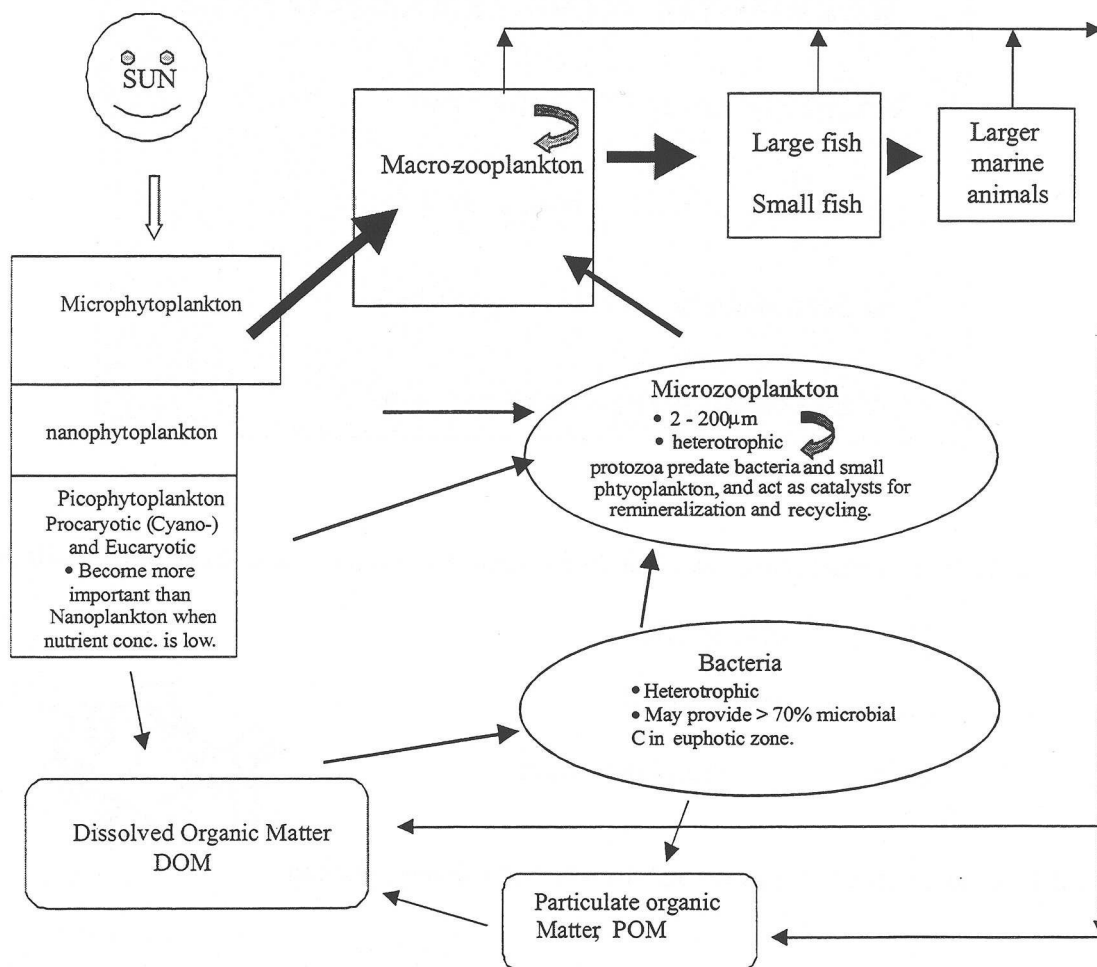 SUN
Macro-zooplankton
Large fish
Small fish
Larger
marine
animals
Microphytoplankton
nanophytoplankton
Picophytoplankton
Procaryotic (Cyano-)
and Eucaryotic
• Become more
important than
Nanoplankton when
nutrient conc. is low.
Microzooplankton
• 2 - 200µm
• heterotrophic
protozoa predate bacteria and small
phtyoplankton, and act as catalysts for
remineralization and recycling.
Bacteria
• Heterotrophic
• May provide > 70% microbial
C in euphotic zone.
Dissolved Organic Matter
DOM
Particulate organic
Matter, POM